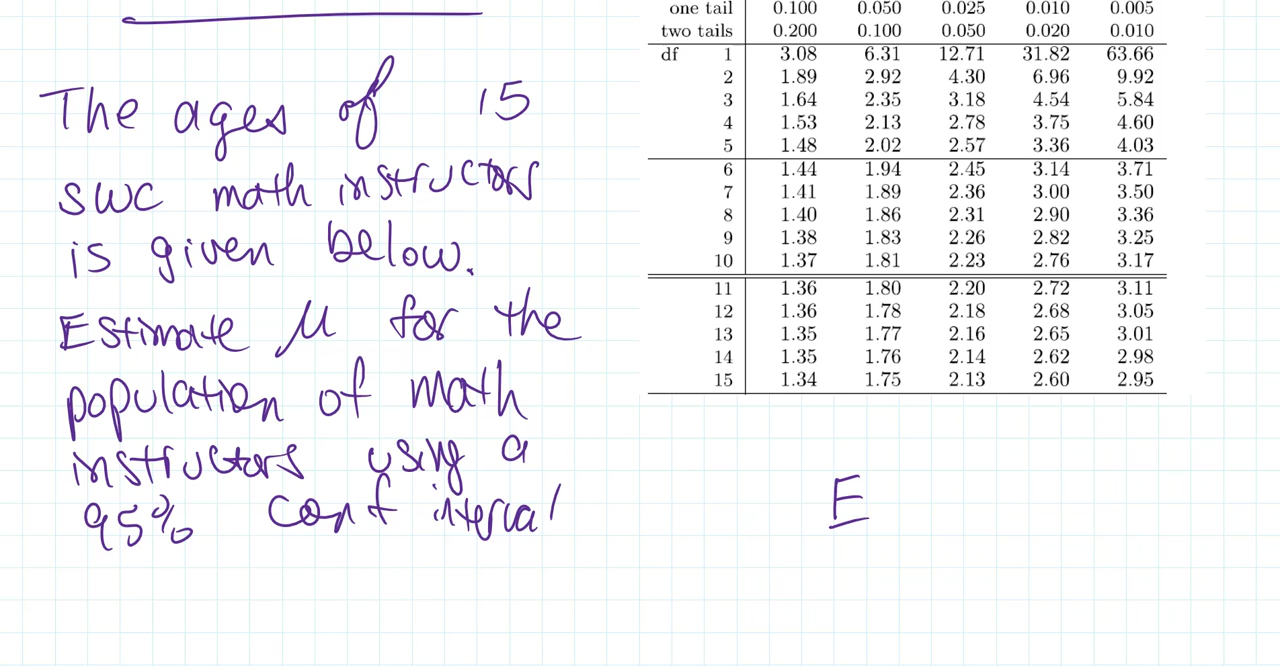 The ages of 15
SWC math instructors
is given below.
Estimate μ for the
population of math
instructors using a
95% conf interval
one tail 0.100 0.050 0.025 0.010 0.005
two tails 0.200 0.100 0.050 0.020 0.010
df 1 3.08 6.31 12.71 31.82 63.66
2 1.89 2.92 4.30 6.96 9.92
3 1.64 2.35 3.18 4.54 5.84
4 1.53 2.13 2.78 3.75 4.60
5 1.48 2.02 2.57 3.36 4.03
6 1.44 1.94 2.45 3.14 3.71
7 1.41 1.89 2.36 3.00 3.50
8 1.40 1.86 2.31 2.90 3.36
9 1.38 1.83 2.26 2.82 3.25
10 1.37 1.81 2.23 2.76 3.17
11 1.36 1.80 2.20 2.72 3.11
12 1.36 1.78 2.18 2.68 3.05
13 1.35 1.77 2.16 2.65 3.01
14 1.35 1.76 2.14 2.62 2.98
15 1.34 1.75 2.13 2.60 2.95
E